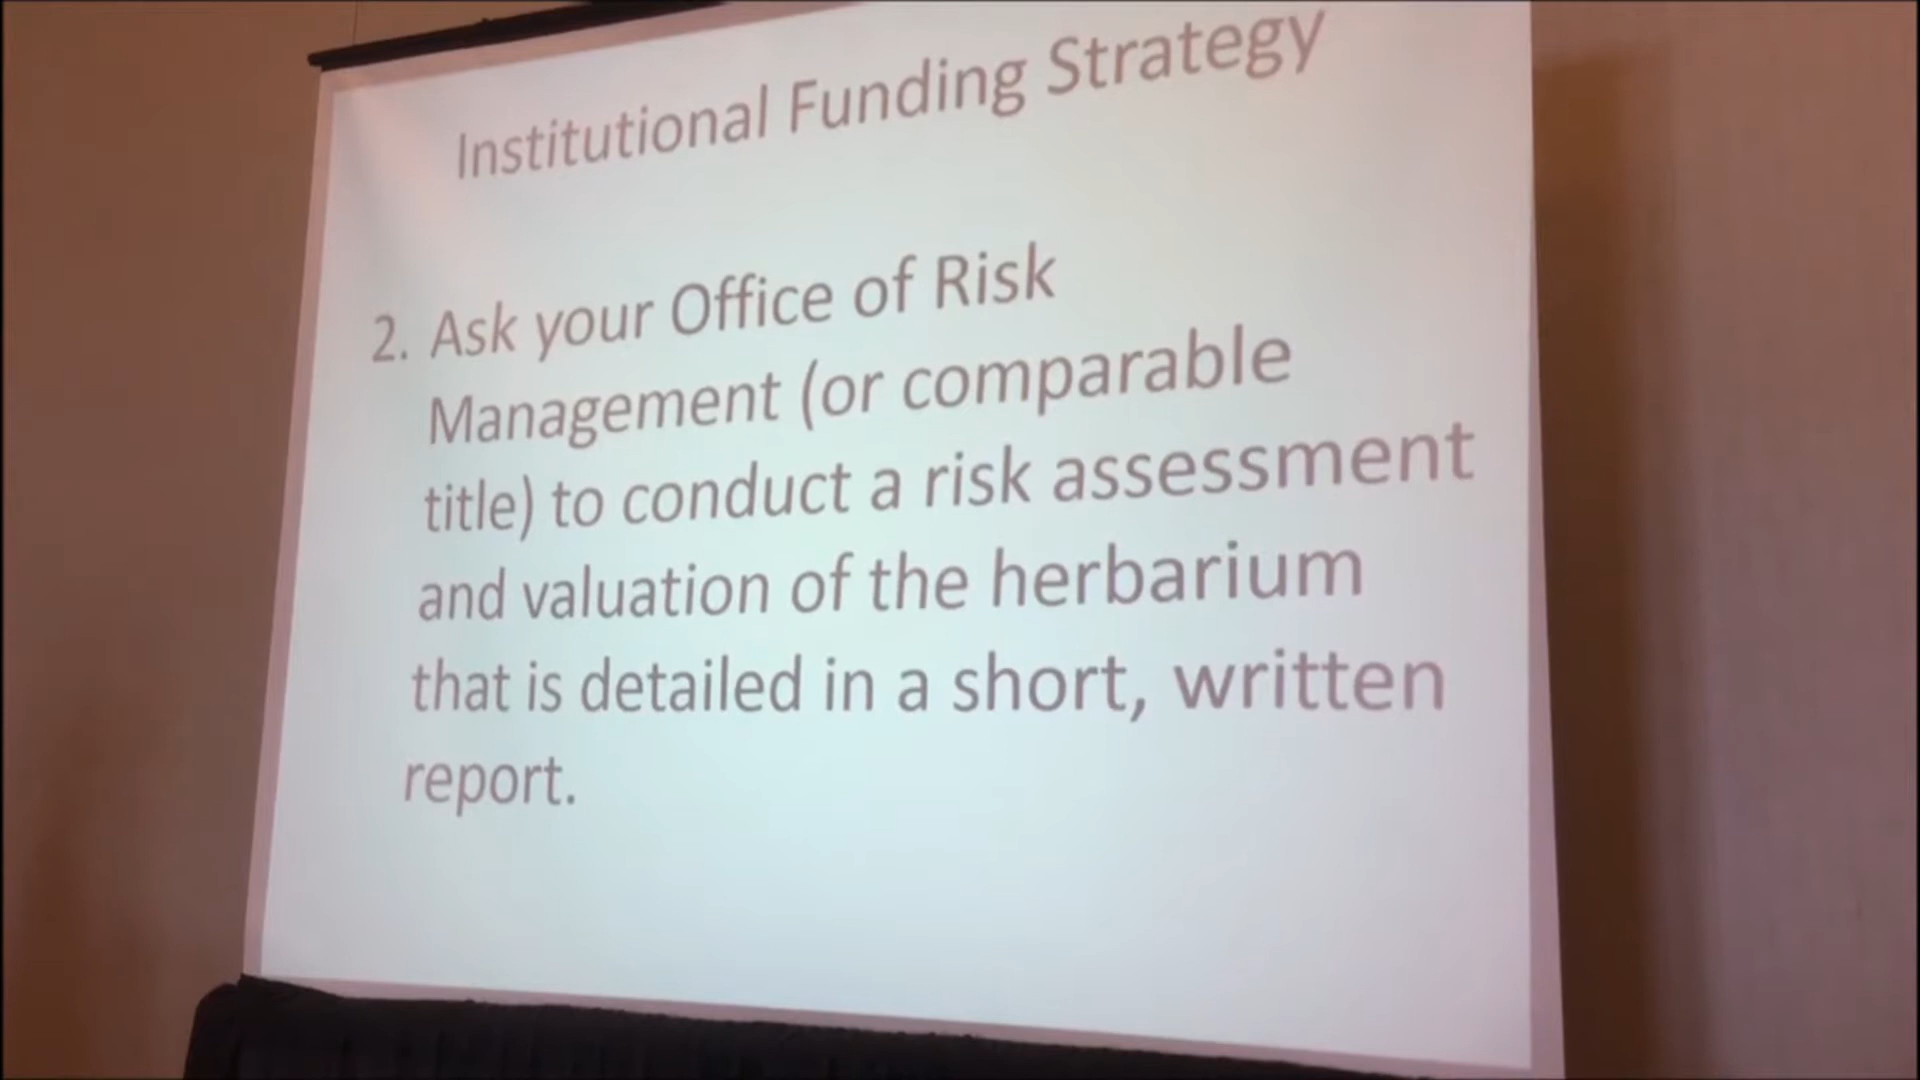 Institutional Funding Strategy
2. Ask your Office of Risk
Management (or comparable
title) to conduct a risk assessment
and valuation of the herbarium
that is detailed in a short, written
report.